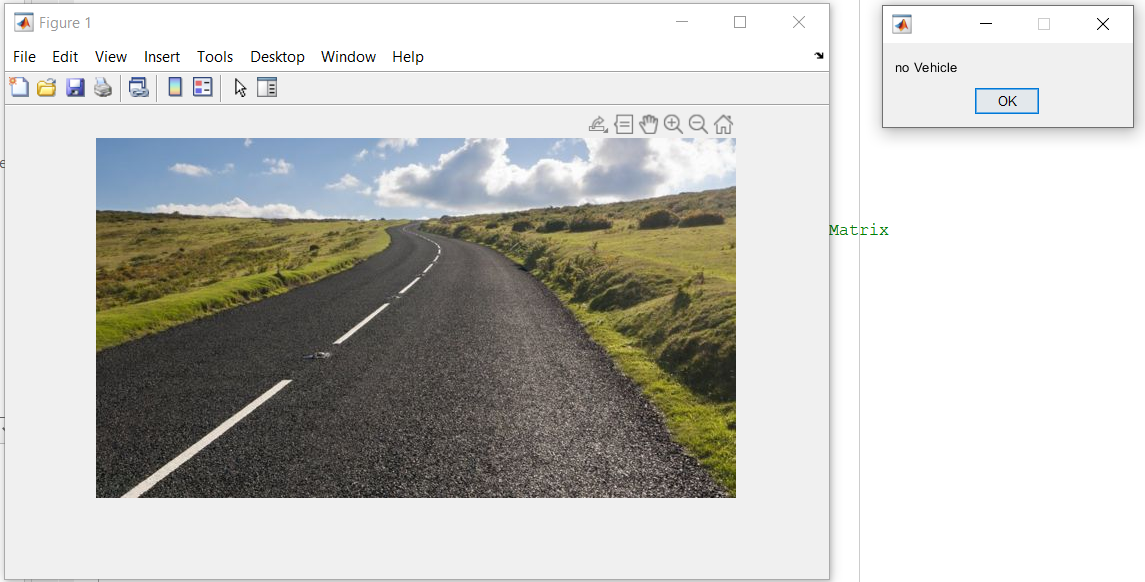 Figure 1
File Edit View Insert Tools Desktop Window Help
no Vehicle
OK
Matrix